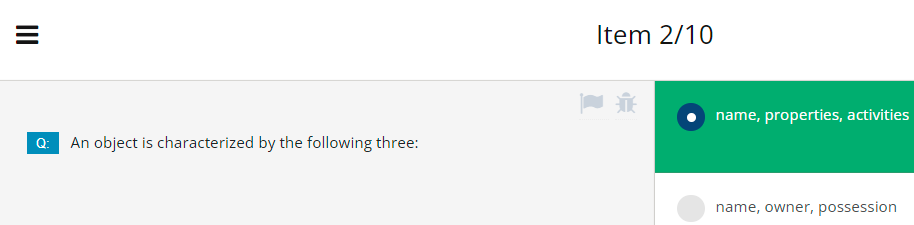 Item 2/10
Q: An object is characterized by the following three:
name, properties, activities
name, owner, possession